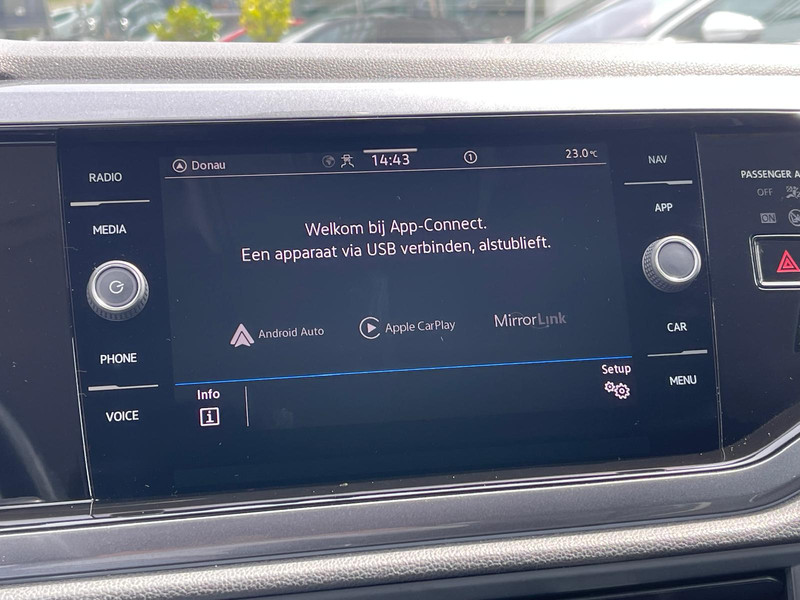 Donau
14:43
1
23.0°C
RADIO
MEDIA
PHONE
VOICE
Welkom bij App-Connect.
Een apparaat via USB verbinden, alstublieft.
Android Auto
Apple CarPlay
MirrorLink
Info
i
Setup
NAV
APP
CAR
MENU
PASSENGER A
OFF
ON